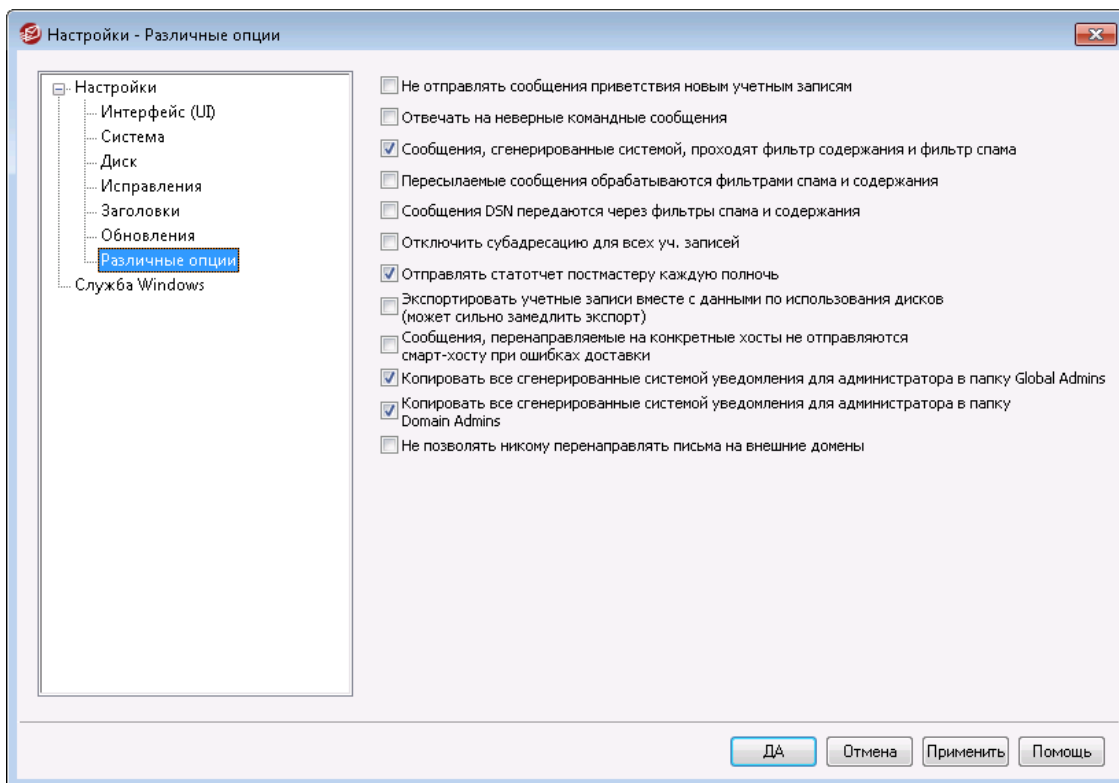 Настройки - Различные опции
Настройки
Интерфейс (UI)
Система
Диск
Исправления
Заголовки
Обновления
Различные опции
Служба Windows
Не отправлять сообщения приветствия новым учетным записям
Отвечать на неверные командные сообщения
Сообщения, сгенерированные системой, проходят фильтр содержания и фильтр спама
Пересылаемые сообщения обрабатываются фильтрами спама и содержания
Сообщения DSN передаются через фильтры спама и содержания
Отключить субадресацию для всех уч. записей
Отправлять статотчет постмастеру каждую полночь
Экспортировать учетные записи вместе с данными по использования дисков
(может сильно замедлить экспорт)
Сообщения, перенаправляемые на конкретные хосты не отправляются
смарт-хосту при ошибках доставки
Копировать все сгенерированные системой уведомления для администратора в папку Global Admins
Копировать все сгенерированные системой уведомления для администратора в папку
Domain Admins
Не позволять никому перенаправлять письма на внешние домены
ДА
Отмена
Применить
Помощь